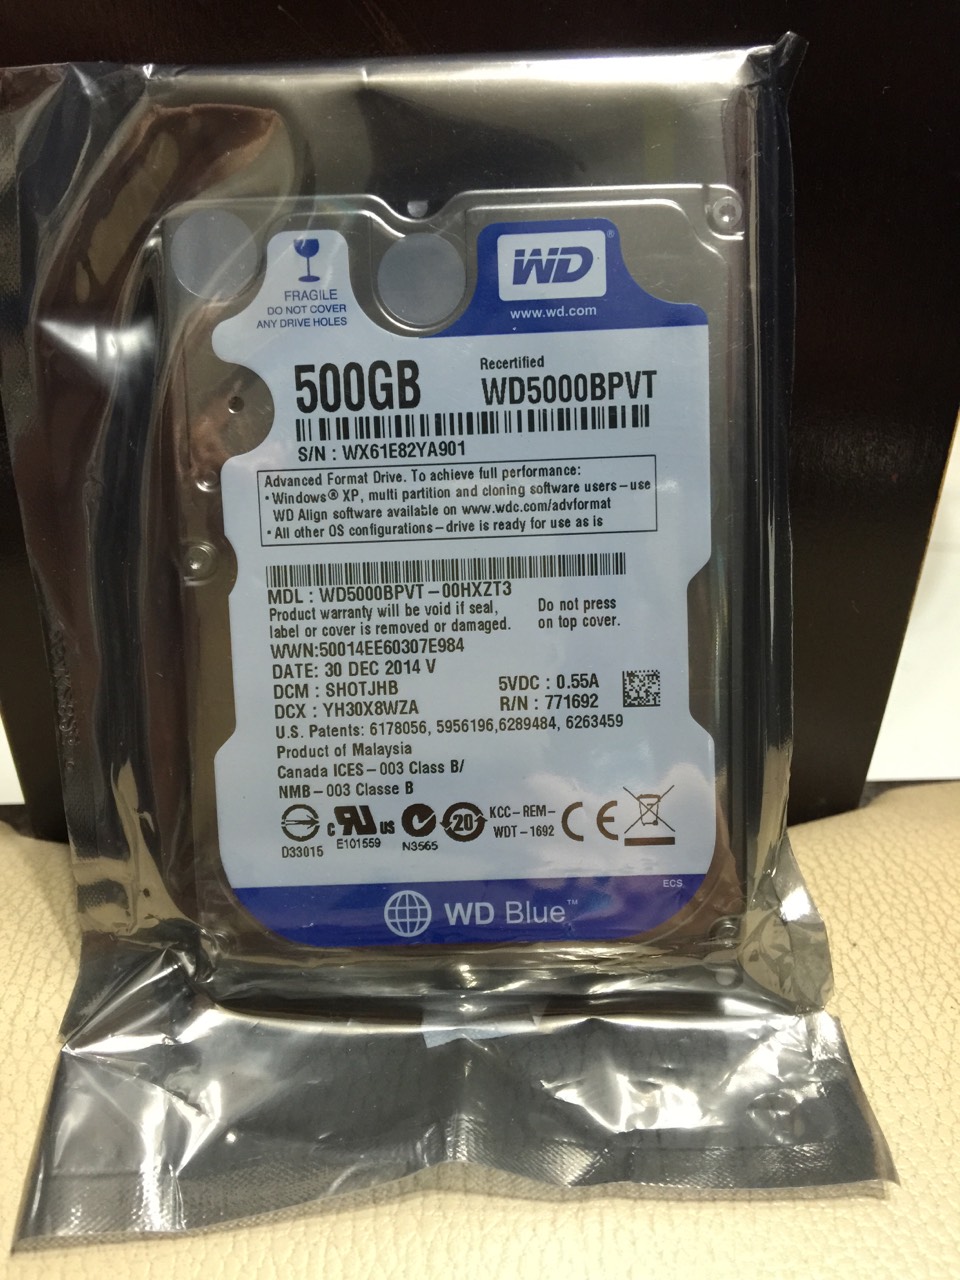 WD®
www.wd.com
FRAGILE
DO NOT COVER
ANY DRIVE HOLES
500GB
Recertified
WD5000BPVT
S/N : WX61E82YA901
Advanced Format Drive. To achieve full performance:
• Windows® XP, multi partition and cloning software users – use
WD Align software available on www.wdc.com/advformat
• All other OS configurations – drive is ready for use as is
MDL : WD5000BPVT – 00HXZT3
Product warranty will be void if seal,
label or cover is removed or damaged.
Do not press
on top cover.
WWN:50014EE60307E984
DATE: 30 DEC 2014 V
DCM : SHOTJHB
DCX : YH30X8WZA
5VDC : 0.55A
R/N : 771692
U.S. Patents: 6178056, 5956196,6289484, 6263459
Product of Malaysia
Canada ICES – 003 Class B/
NMB – 003 Classe B
D33015
c RU US
E101559
N3565
20
KCC – REM –
WDT – 1692
CE
ECS
WD Blue™